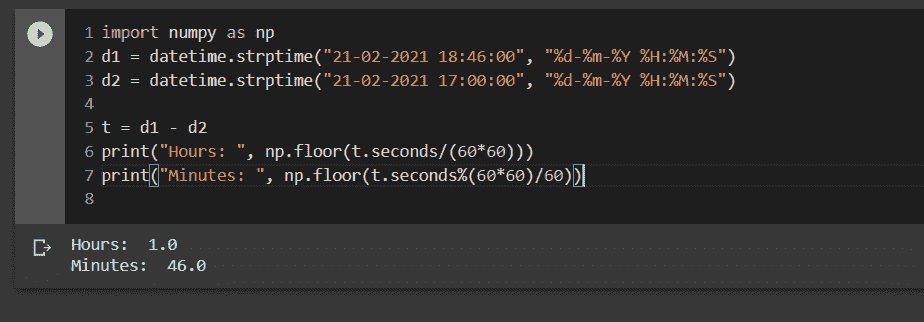 1 import numpy as np
2 d1 = datetime.strptime("21-02-2021 18:46:00", "%d-%m-%Y %H:%M:%S")
3 d2 = datetime.strptime("21-02-2021 17:00:00", "%d-%m-%Y %H:%M:%S")
4
5 t = d1 - d2
6 print("Hours: ", np.floor(t.seconds/(60*60)))
7 print("Minutes: ", np.floor(t.seconds%(60*60)/60))
8
Hours:  1.0
Minutes:  46.0